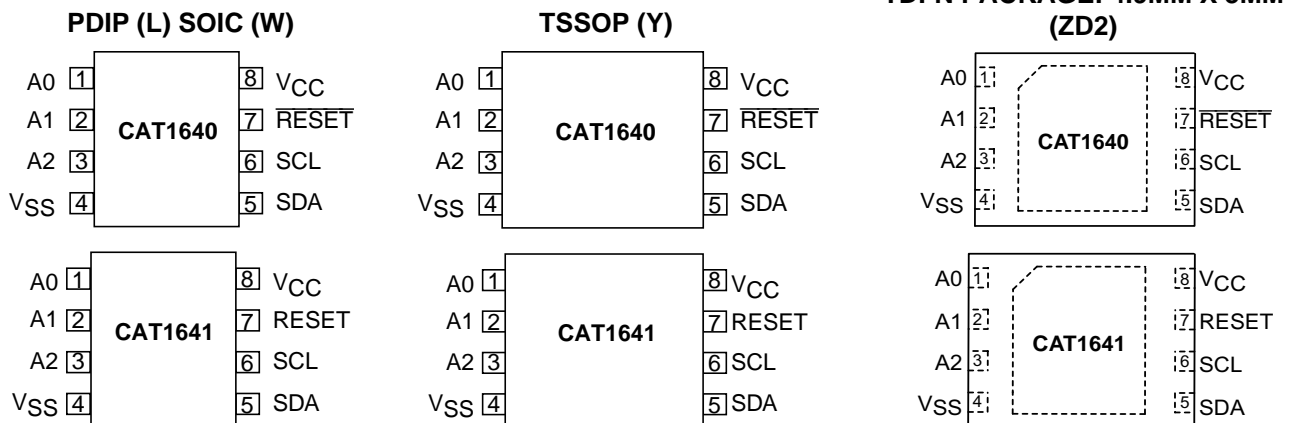 PDIP (L) SOIC (W)
A0 1
A1 2
A2 3
VSS 4
CAT1640
8 VCC
7 RESET
6 SCL
5 SDA
A0 1
A1 2
A2 3
VSS 4
CAT1641
8 VCC
7 RESET
6 SCL
5 SDA
TSSOP (Y)
A0 1
A1 2
A2 3
VSS 4
CAT1640
8 VCC
7 RESET
6 SCL
5 SDA
A0 1
A1 2
A2 3
VSS 4
CAT1641
8 VCC
7 RESET
6 SCL
5 SDA
(ZD2)
A0 1
A1 2
A2 3
VSS 4
CAT1640
8 VCC
7 RESET
6 SCL
5 SDA
A0 1
A1 2
A2 3
VSS 4
CAT1641
8 VCC
7 RESET
6 SCL
5 SDA